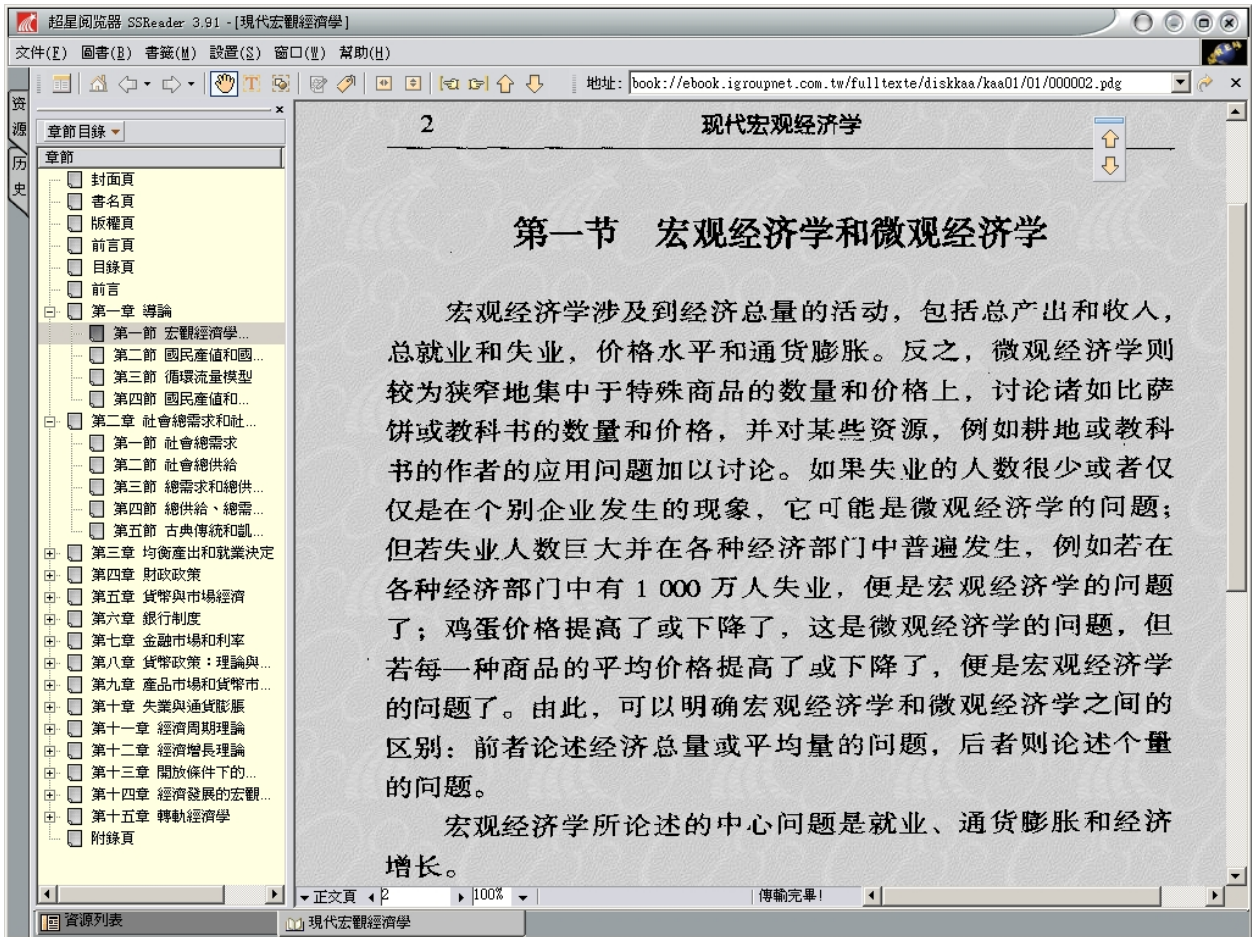 超星阅览器 SSReader 3.91 - [現代宏觀經濟學]
文件(F) 圖書(B) 書籤(M) 設置(S) 窗口(W) 幫助(H)
地址: book://ebook.igroupnet.com.tw/fulltexte/diskkaa/kaa01/01/000002.pdg
资源
历史
章節目錄
章節
封面頁
書名頁
版權頁
前言頁
目錄頁
前言
第一章 導論
第一節 宏觀經濟學...
第二節 國民產值和國...
第三節 循環流量模型
第四節 國民產值和...
第二章 社會總需求和社...
第一節 社會總需求
第二節 社會總供給
第三節 總需求和總供...
第四節 總供給、總需...
第五節 古典傳統和凱...
第三章 均衡產出和就業決定
第四章 財政政策
第五章 貨幣與市場經濟
第六章 銀行制度
第七章 金融市場和利率
第八章 貨幣政策：理論與...
第九章 產品市場和貨幣市...
第十章 失業與通貨膨脹
第十一章 經濟周期理論
第十二章 經濟增長理論
第十三章 開放條件下的...
第十四章 經濟發展的宏觀...
第十五章 轉軌經濟學
附錄頁
2 现代宏观经济学
第一节 宏观经济学和微观经济学
宏观经济学涉及到经济总量的活动，包括总产出和收人，
总就业和失业，价格水平和通货膨胀。反之，微观经济学则
较为狭窄地集中于特殊商品的数量和价格上，讨论诸如比萨
饼或教科书的数量和价格，并对某些资源，例如耕地或教科
书的作者的应用问题加以讨论。如果失业的人数很少或者仅
仅是在个别企业发生的现象，它可能是微观经济学的问题；
但若失业人数巨大并在各种经济部门中普遍发生，例如若在
各种经济部门中有 1 000 万人失业，便是宏观经济学的问题
了；鸡蛋价格提高了或下降了，这是微观经济学的问题，但
若每一种商品的平均价格提高了或下降了，便是宏观经济学
的问题了。由此，可以明确宏观经济学和微观经济学之间的
区别：前者论述经济总量或平均量的问题，后者则论述个量
的问题。
宏观经济学所论述的中心问题是就业、通货膨胀和经济
增长。
正文頁 2 100% 傳輸完畢!
資源列表 現代宏觀經濟學